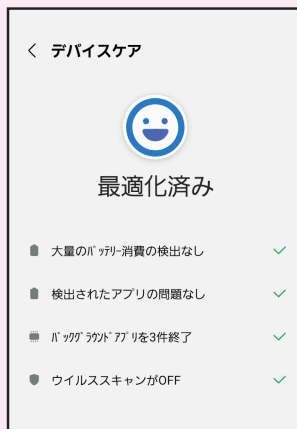 デバイスケア
最適化済み
大量のバッテリー消費の検出なし
検出されたアプリの問題なし
バックグラウンドアプリを3件終了
ウイルススキャンがOFF